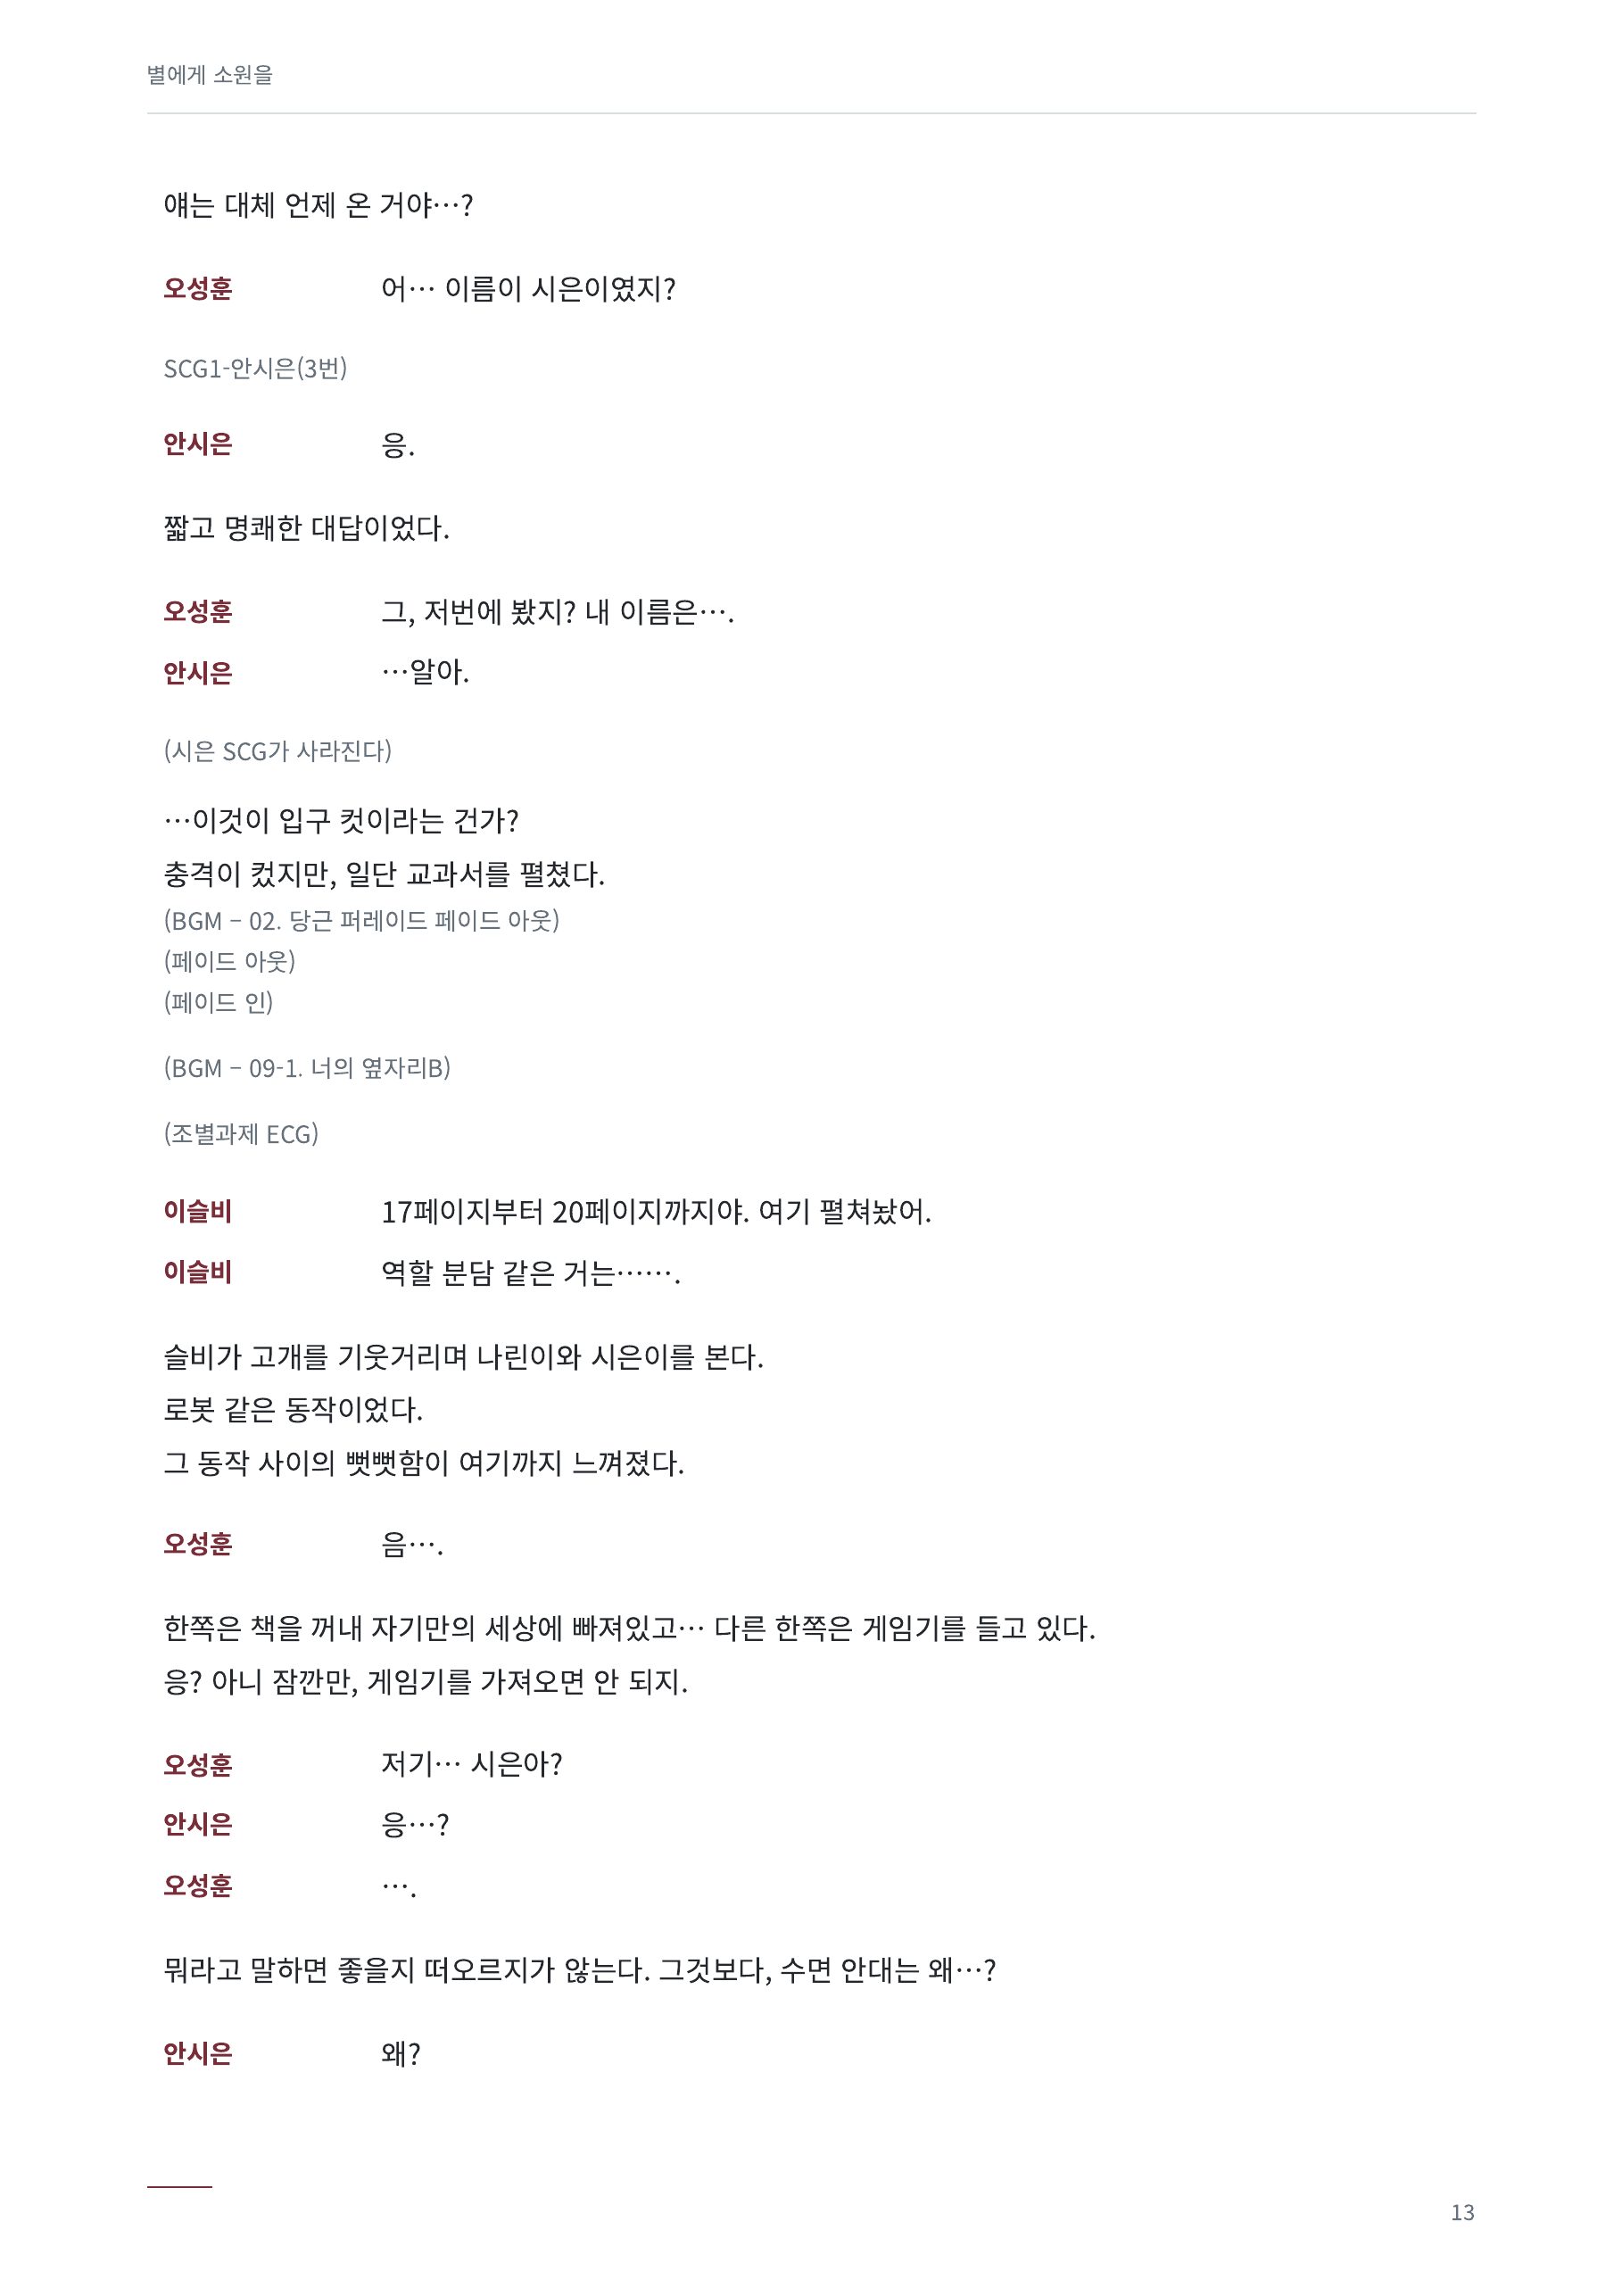 별에게 소원을
얘는 대체 언제 온 거야…?
오성훈 어… 이름이 시은이였지?
SCG1-안시은(3번)
안시은 응.
짧고 명쾌한 대답이었다.
오성훈 그, 저번에 봤지? 내 이름은….
안시은 …알아.
(시은 SCG가 사라진다)
…이것이 입구 컷이라는 건가?
충격이 컸지만, 일단 교과서를 펼쳤다.
(BGM – 02. 당근 퍼레이드 페이드 아웃)
(페이드 아웃)
(페이드 인)
(BGM – 09-1. 너의 옆자리B)
(조별과제 ECG)
이슬비 17페이지부터 20페이지까지야. 여기 펼쳐놨어.
이슬비 역할 분담 같은 거는…….
슬비가 고개를 기웃거리며 나린이와 시은이를 본다.
로봇 같은 동작이었다.
그 동작 사이의 뻣뻣함이 여기까지 느껴졌다.
오성훈 음….
한쪽은 책을 꺼내 자기만의 세상에 빠져있고… 다른 한쪽은 게임기를 들고 있다.
응? 아니 잠깐만, 게임기를 가져오면 안 되지.
오성훈 저기… 시은아?
안시은 응…?
오성훈 ….
뭐라고 말하면 좋을지 떠오르지가 않는다. 그것보다, 수면 안대는 왜…?
안시은 왜?
13